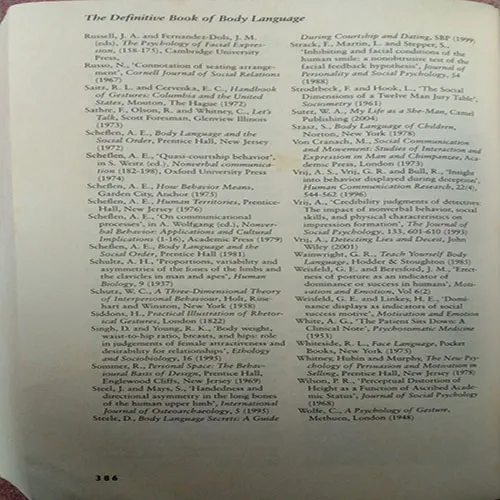 The Definitive Book of Body Language
Russell, J. A. and Fernandez-Dols, J. M.
(eds), The Psychology of Facial Expres-
sion, (158-175), Cambridge University
Press,
Russo, N., 'Connotation of seating arrange-
ment', Cornell Journal of Social Relations
(1967)
Saitz, R. L. and Cervenka, E. C., Handbook
of Gestures: Columbia and the United
States, Mouton, The Hague (1972)
Sathre, F., Olson, R. and Whitney, C., Let's
Talk, Scott Foresman, Glenview Illinois
(1973)
Scheflen, A. E., Body Language and the
Social Order, Prentice Hall, New Jersey
(1972)
Scheflen, A. E., 'Quasi-courtship behavior',
in S. Weitz (ed.), Nonverbal communica-
tion (182-198), Oxford University Press
(1974)
Scheflen, A. E., How Behavior Means,
Garden City, Anchor (1975)
Scheflen, A. E., Human Territories, Prentice-
Hall, New Jersey (1976)
Scheflen, A. E., 'On communicational
processes', in A. Wolfgang (ed.), Nonver-
bal Behavior: Applications and Cultural
Implications (1-16), Academic Press (1979)
Scheflen, A. E., Body Language and the
Social Order, Prentice Hall (1981)
Schultz, A. H., 'Proportions, variability and
asymmetries of the long bones of the limbs and
the clavicles in man and apes', Human
Biology, 9 (1937)
Schutz, W. C., A Three-Dimensional Theory
of Interpersonal Behaviour, Holt, Rine-
hart and Winston, New York (1958)
Siddons, H., Practical Illustration of Rhetor-
ical Gestures, London (1822)
Singh, D. and Young, R. K., 'Body weight,
waist-to-hip ratio, breasts, and hips: role
in judgements of female attractiveness and
desirability for relationships', Ethology
and Sociobiology, 16 (1995)
Sommer, R., Personal Space: The Behav-
ioural Basis of Design, Prentice Hall,
Englewood Cliffs, New Jersey (1969)
Steel, J. and Mays, S., 'Handedness and
directional asymmetry in the long bones
of the human upper limb', International
Journal of Osteoarchaeology, 5 (1995)
Steele, D., Body Language Secrets: A Guide
During Courtship and Dating, SBP (1999)
Strack, F., Martin, L. and Stepper, S.,
'Inhibiting and facial conditions of the
human smile: a nonobtrusive test of the
facial feedback hypothesis', Journal of
Personality and Social Psychology, 54
(1988)
Strodtbeck, F. and Hook, L., 'The Social
Dimensions of a Twelve Man Jury Table',
Sociometry (1961)
Suter, W. A., My Life as a She-Man, Camel
Publishing (2004)
Szasz, S., Body Language of Children,
Norton, New York (1978)
Von Cranach, M., Social Communication
and Movement: Studies of Interaction and
Expression in Man and Chimpanzee, Aca-
demic Press, London (1973)
Vrij, A. S., Vrij, G. R. and Bull, R., 'Insight
into behavior displayed during deception',
Human Communication Research, 22(4),
544-562 (1996)
Vrij, A., 'Credibility judgments of detectives:
The impact of nonverbal behavior, social
skills, and physical characteristics on
impression formation', The Journal of
Social Psychology, 133, 601-610 (1993)
Vrij, A., Detecting Lies and Deceit, John
Wiley (2001)
Wainwright, G. R., Teach Yourself Body
Language, Hodder & Stoughton (1985)
Weisfeld, G. E. and Beresford, J. M., 'Erect-
ness of posture as an indicator of
dominance or success in humans', Moti-
vation and Emotion, Vol 6(2)
Weisfeld, G. E. and Linkey, H. E., 'Domi-
nance displays as indicators of social
success motive', Motivation and Emotion
White, A. G., 'The Patient Sits Down: A
Clinical Note', Psychosomatic Medicine
(1953)
Whiteside, R. L., Face Language, Pocket
Books, New York (1975)
Whitney, Hubin and Murphy, The New Psy-
chology of Persuasion and Motivation in
Selling, Prentice Hall, New Jersey (1978)
Wilson, P. R., 'Perceptual Distortion of
Height as a Function of Ascribed Acade-
mic Status', Journal of Social Psychology
(1968)
Wolfe, C., A Psychology of Gesture,
Methuen, London (1948)
386